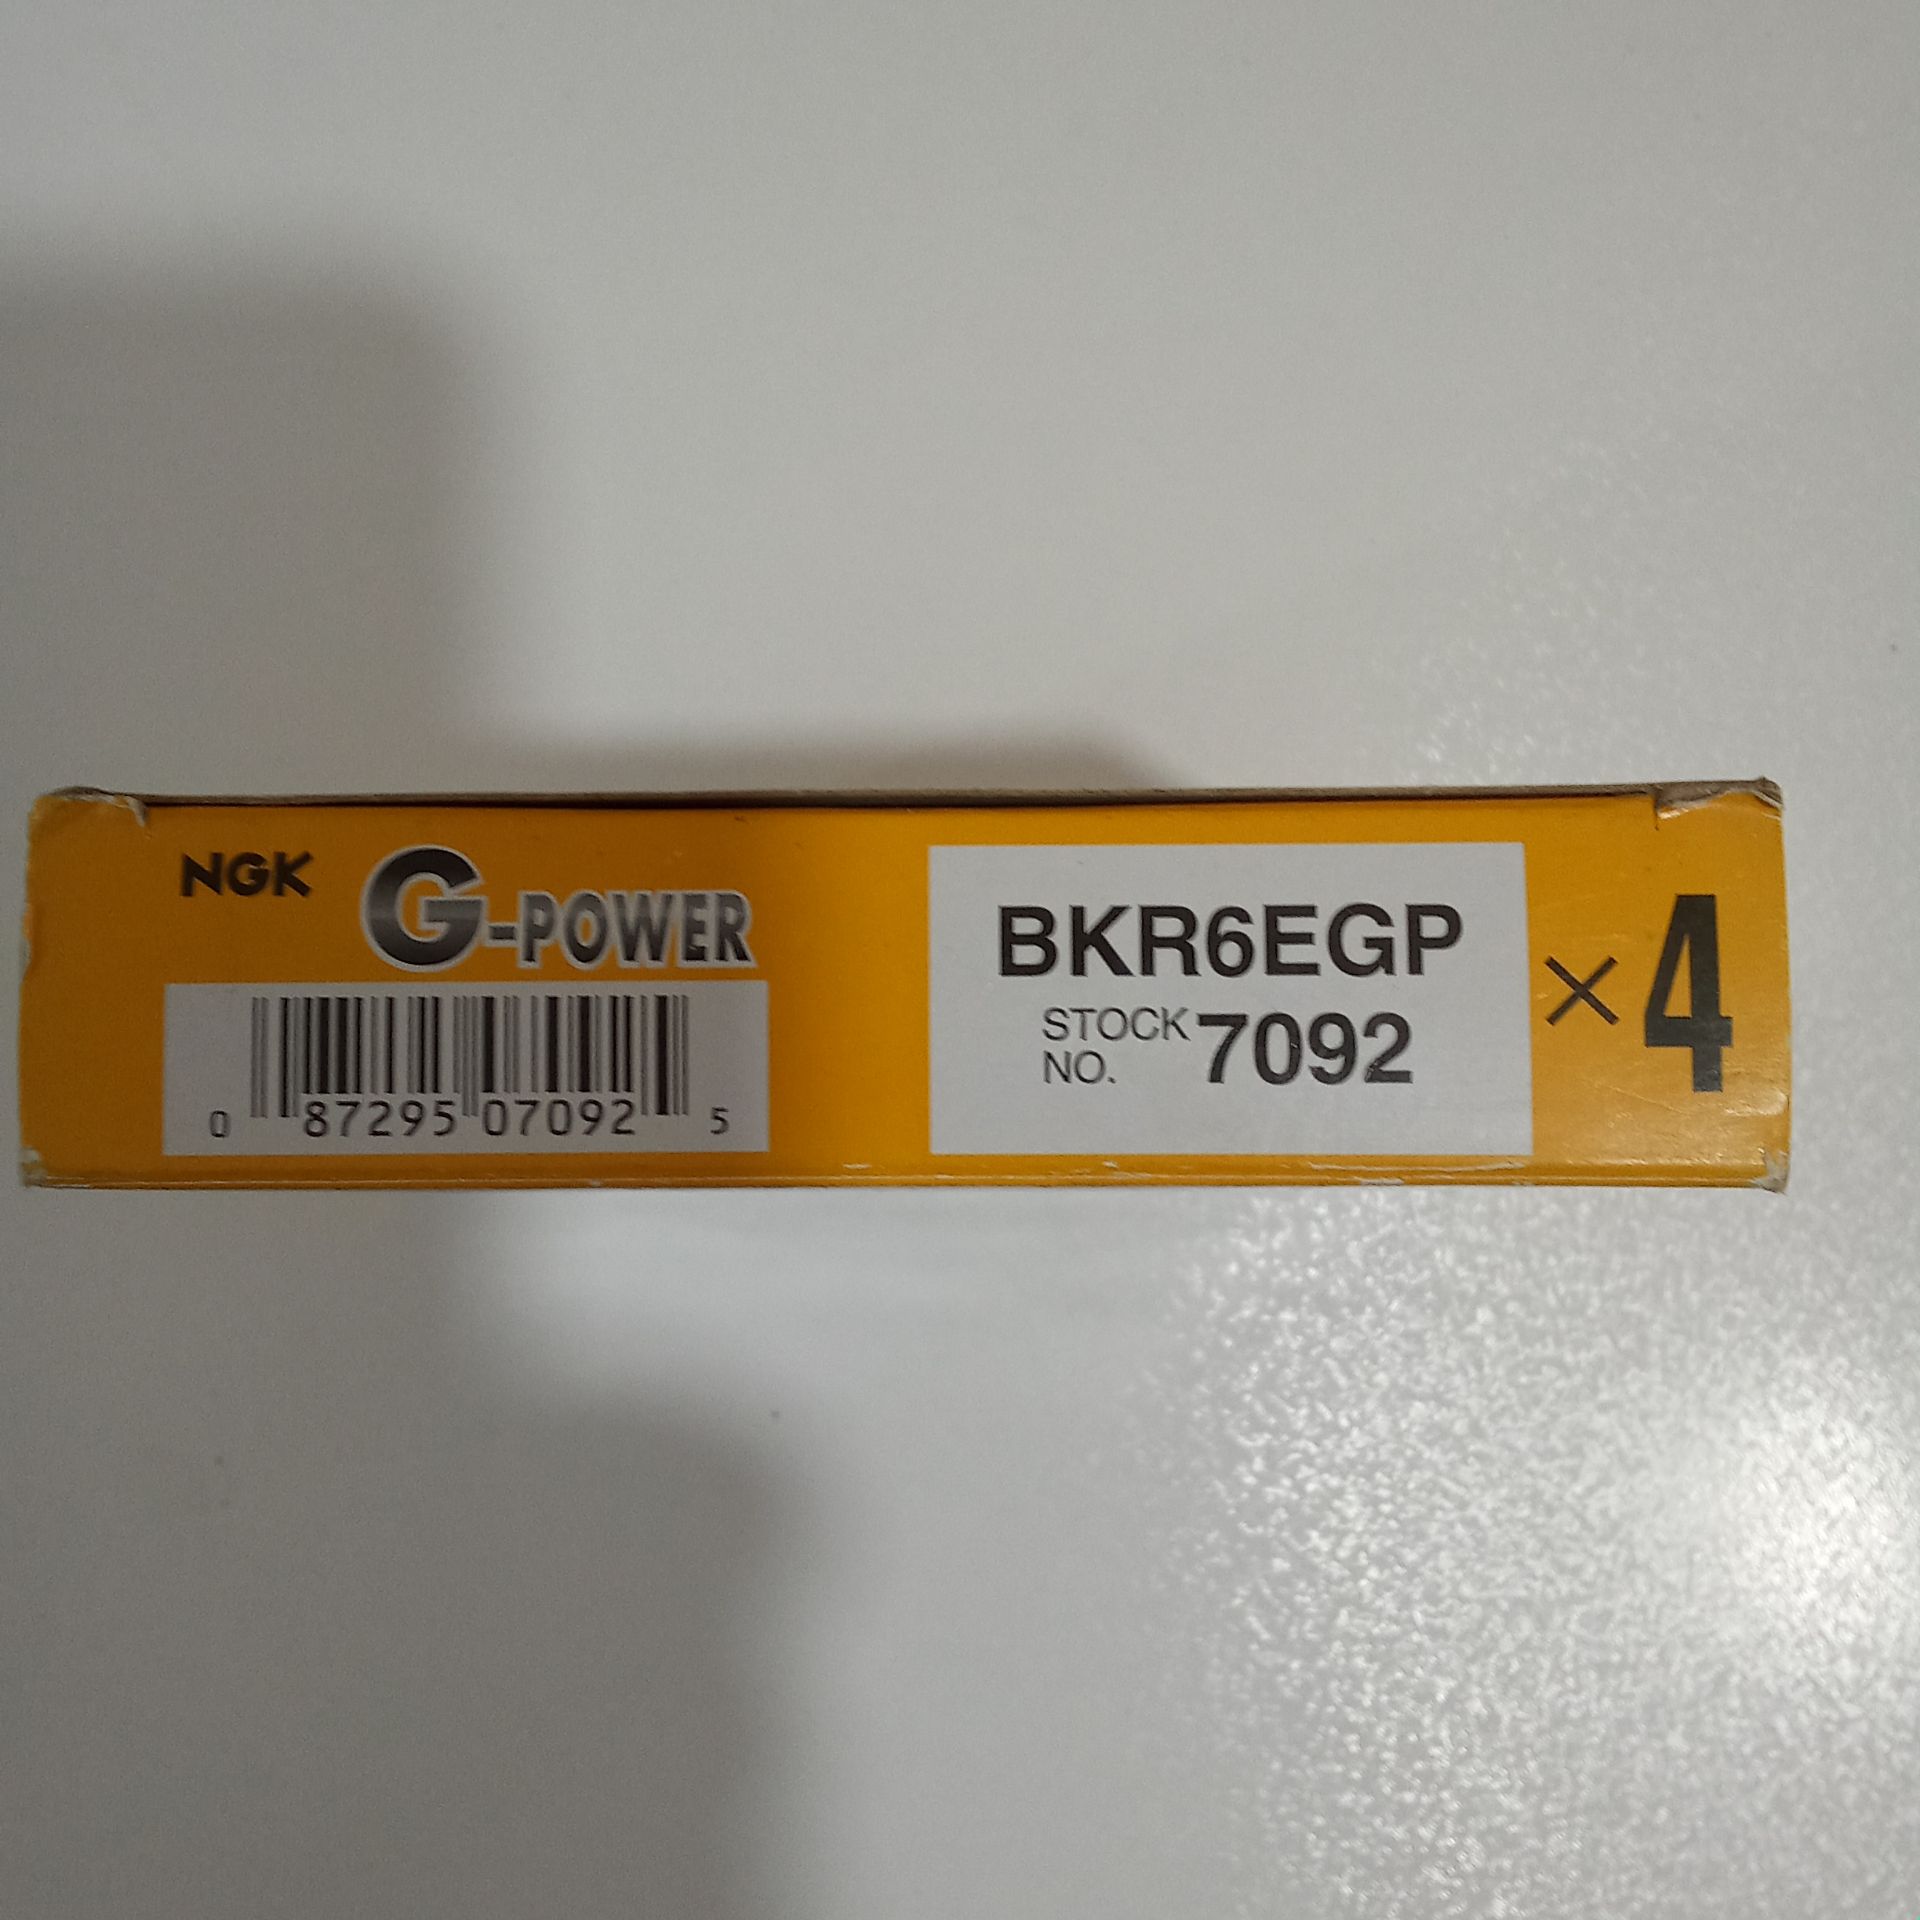 NGK G-POWER
0 87295 07092 5
BKR6EGP
STOCK NO. 7092
×4